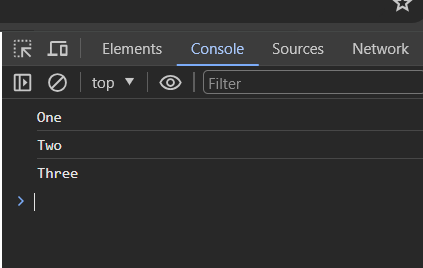 Elements Console Sources Network
top Filter
One
Two
Three